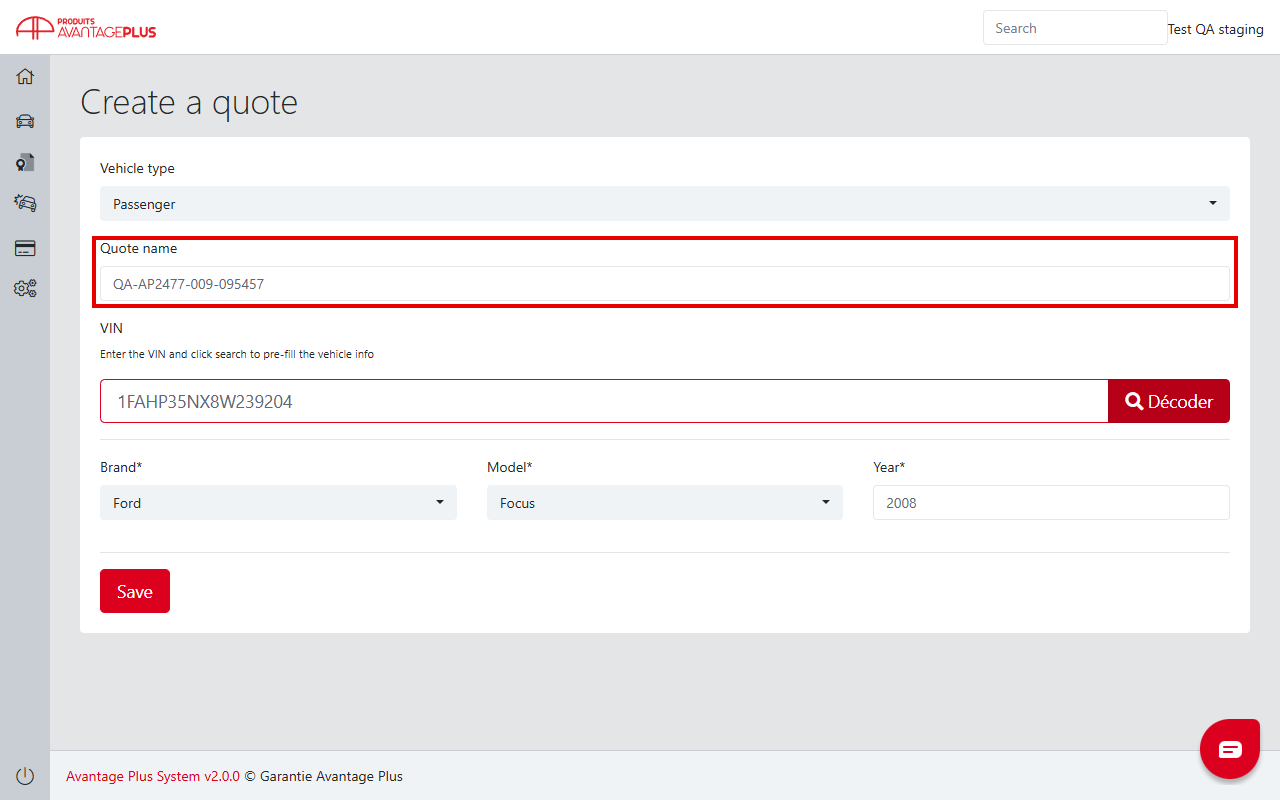 PRODUITS
AVANTAGEPLUS
Search
Test QA staging
Create a quote
Vehicle type
Passenger
Quote name
QA-AP2477-009-095457
VIN
Enter the VIN and click search to pre-fill the vehicle info
1FAHP35NX8W239204
Décoder
Brand*
Model*
Year*
Ford
Focus
2008
Save
Avantage Plus System v2.0.0 © Garantie Avantage Plus